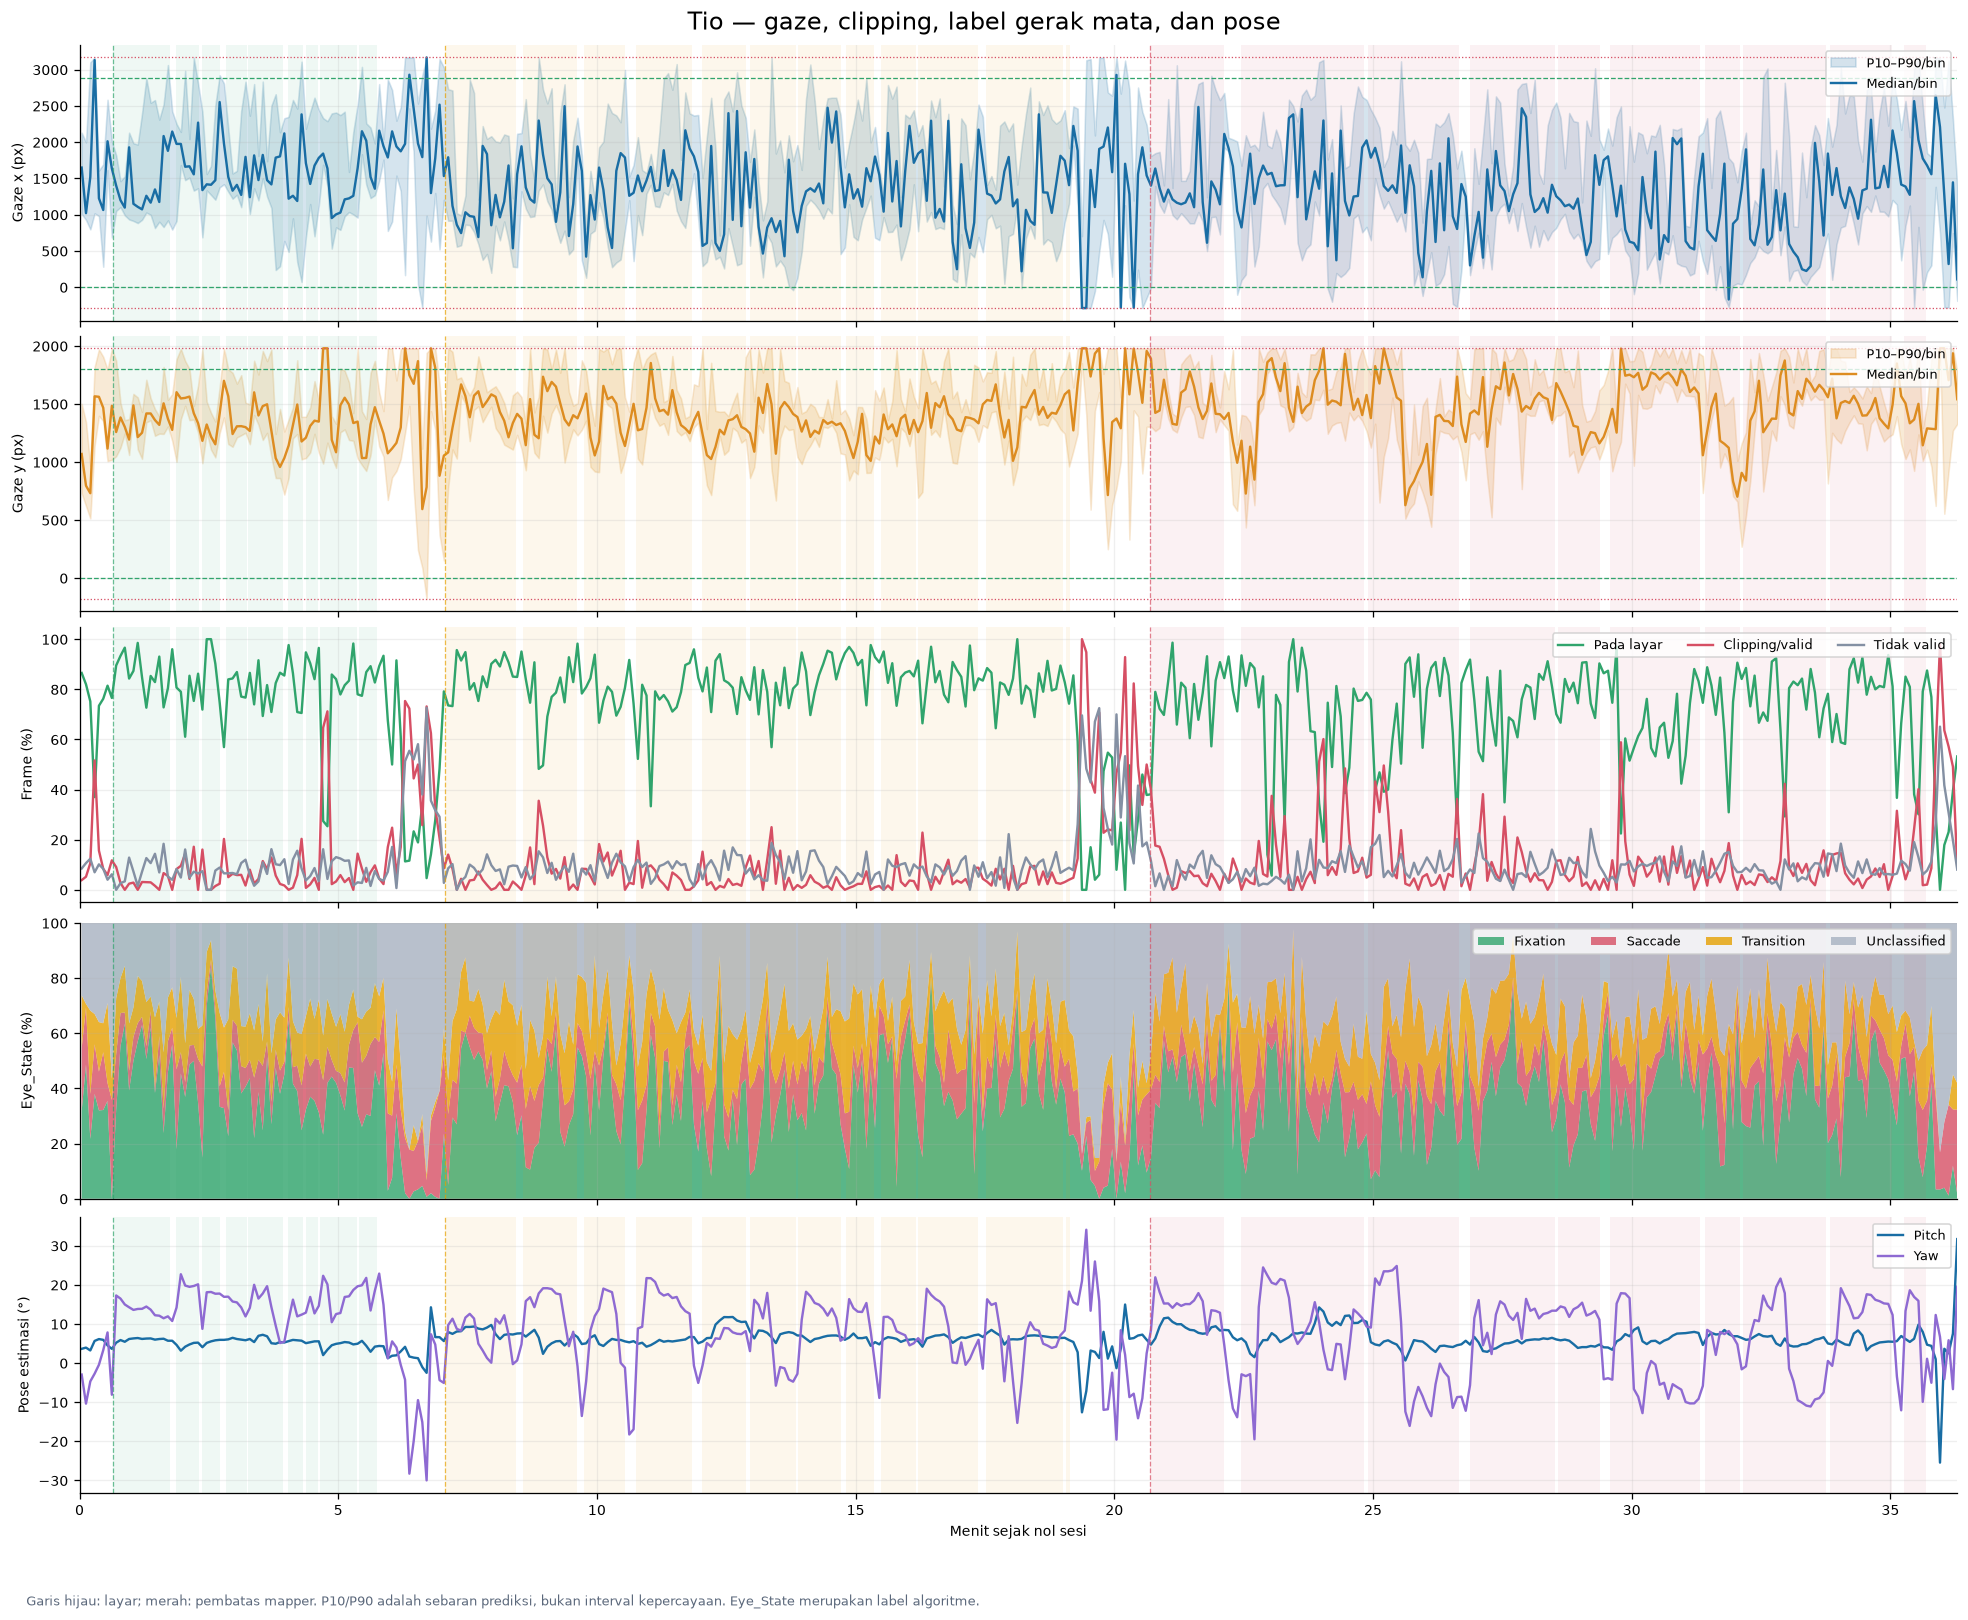 Tio — gaze, clipping, label gerak mata, dan pose
Gaze x (px)
3000
2500
2000
1500
1000
500
0
P10–P90/bin
Median/bin
Gaze y (px)
2000
1500
1000
500
0
P10–P90/bin
Median/bin
Frame (%)
100
80
60
40
20
0
Pada layar
Clipping/valid
Tidak valid
Eye_State (%)
100
80
60
40
20
0
Fixation
Saccade
Transition
Unclassified
Pose estimasi (°)
30
20
10
0
−10
−20
−30
Pitch
Yaw
0 5 10 15 20 25 30 35
Menit sejak nol sesi
Garis hijau: layar; merah: pembatas mapper. P10/P90 adalah sebaran prediksi, bukan interval kepercayaan. Eye_State merupakan label algoritme.